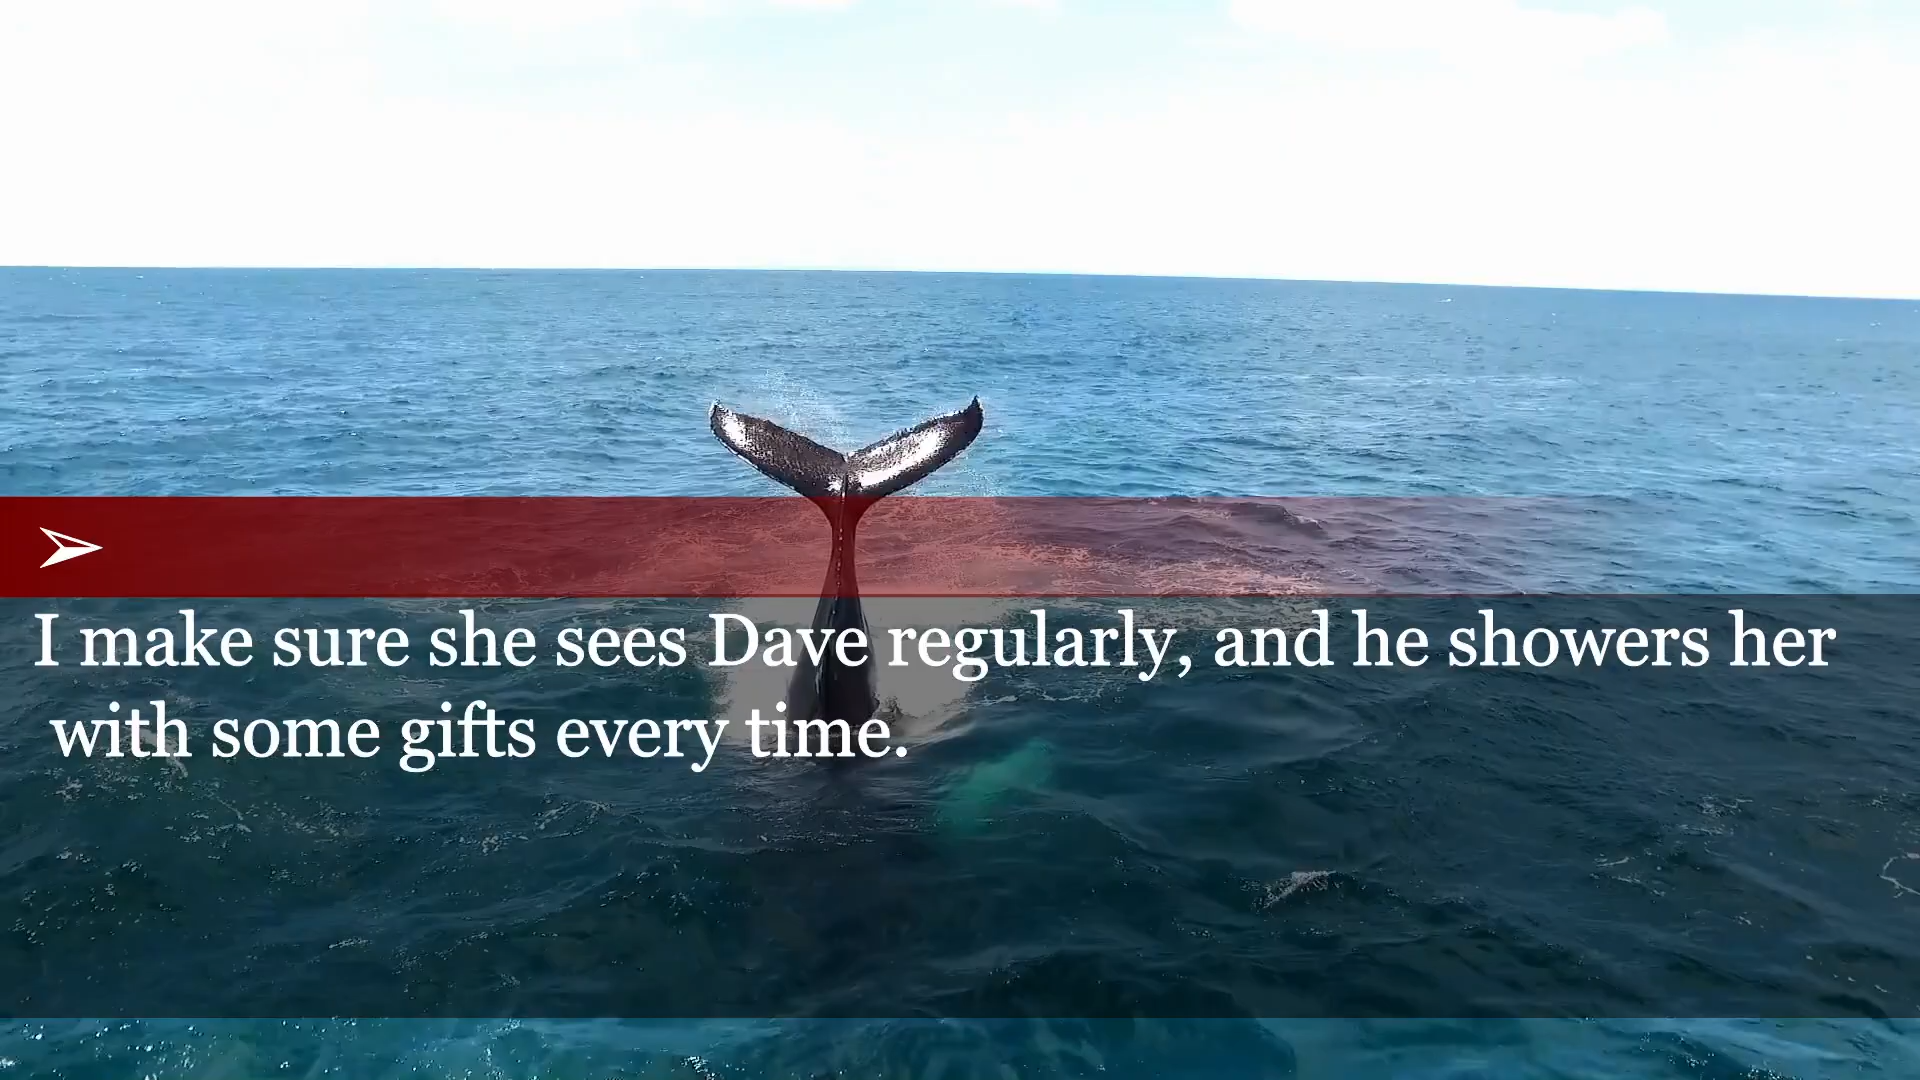 I make sure she sees Dave regularly, and he showers her
with some gifts every time.